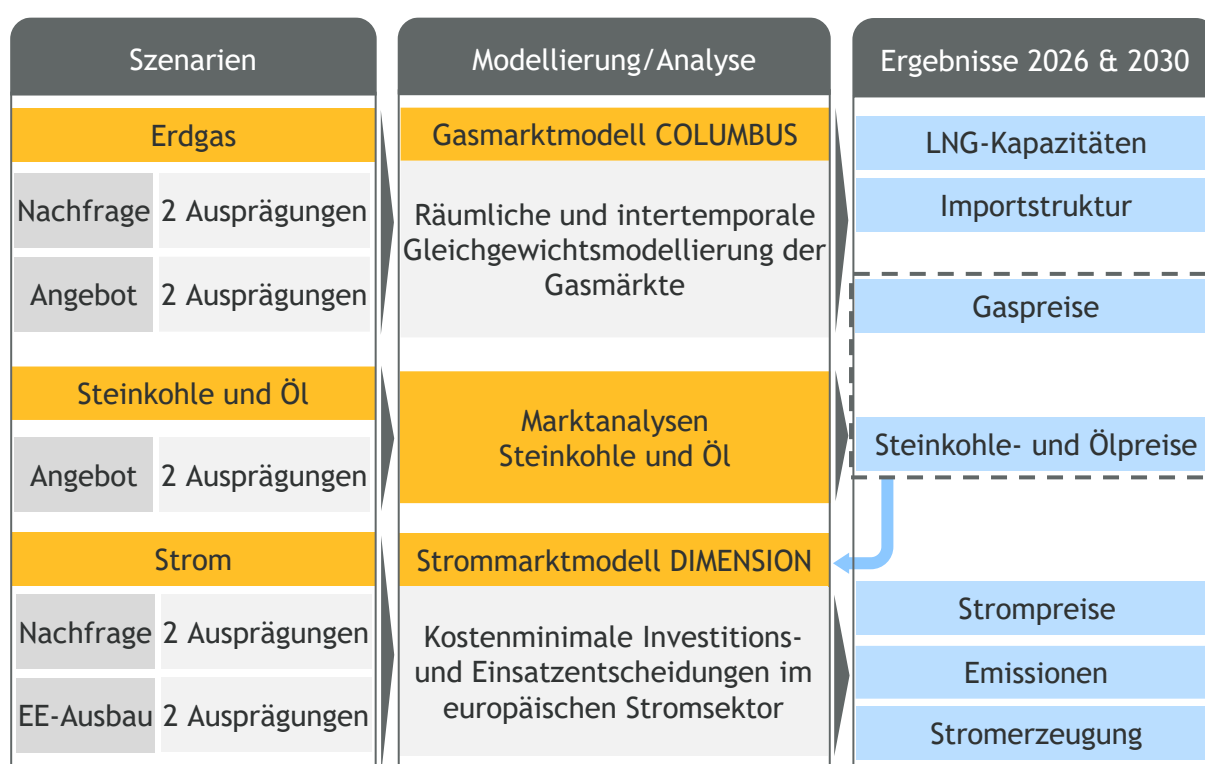 Szenarien
Erdgas
Nachfrage 2 Ausprägungen
Angebot 2 Ausprägungen
Steinkohle und Öl
Angebot 2 Ausprägungen
Strom
Nachfrage 2 Ausprägungen
EE-Ausbau 2 Ausprägungen
Modellierung/Analyse
Gasmarktmodell COLUMBUS
Räumliche und intertemporale
Gleichgewichtsmodellierung der
Gasmärkte
Marktanalysen
Steinkohle und Öl
Strommarktmodell DIMENSION
Kostenminimale Investitions-
und Einsatzentscheidungen im
europäischen Stromsektor
Ergebnisse 2026 & 2030
LNG-Kapazitäten
Importstruktur
Gaspreise
Steinkohle- und Ölpreise
Strompreise
Emissionen
Stromerzeugung